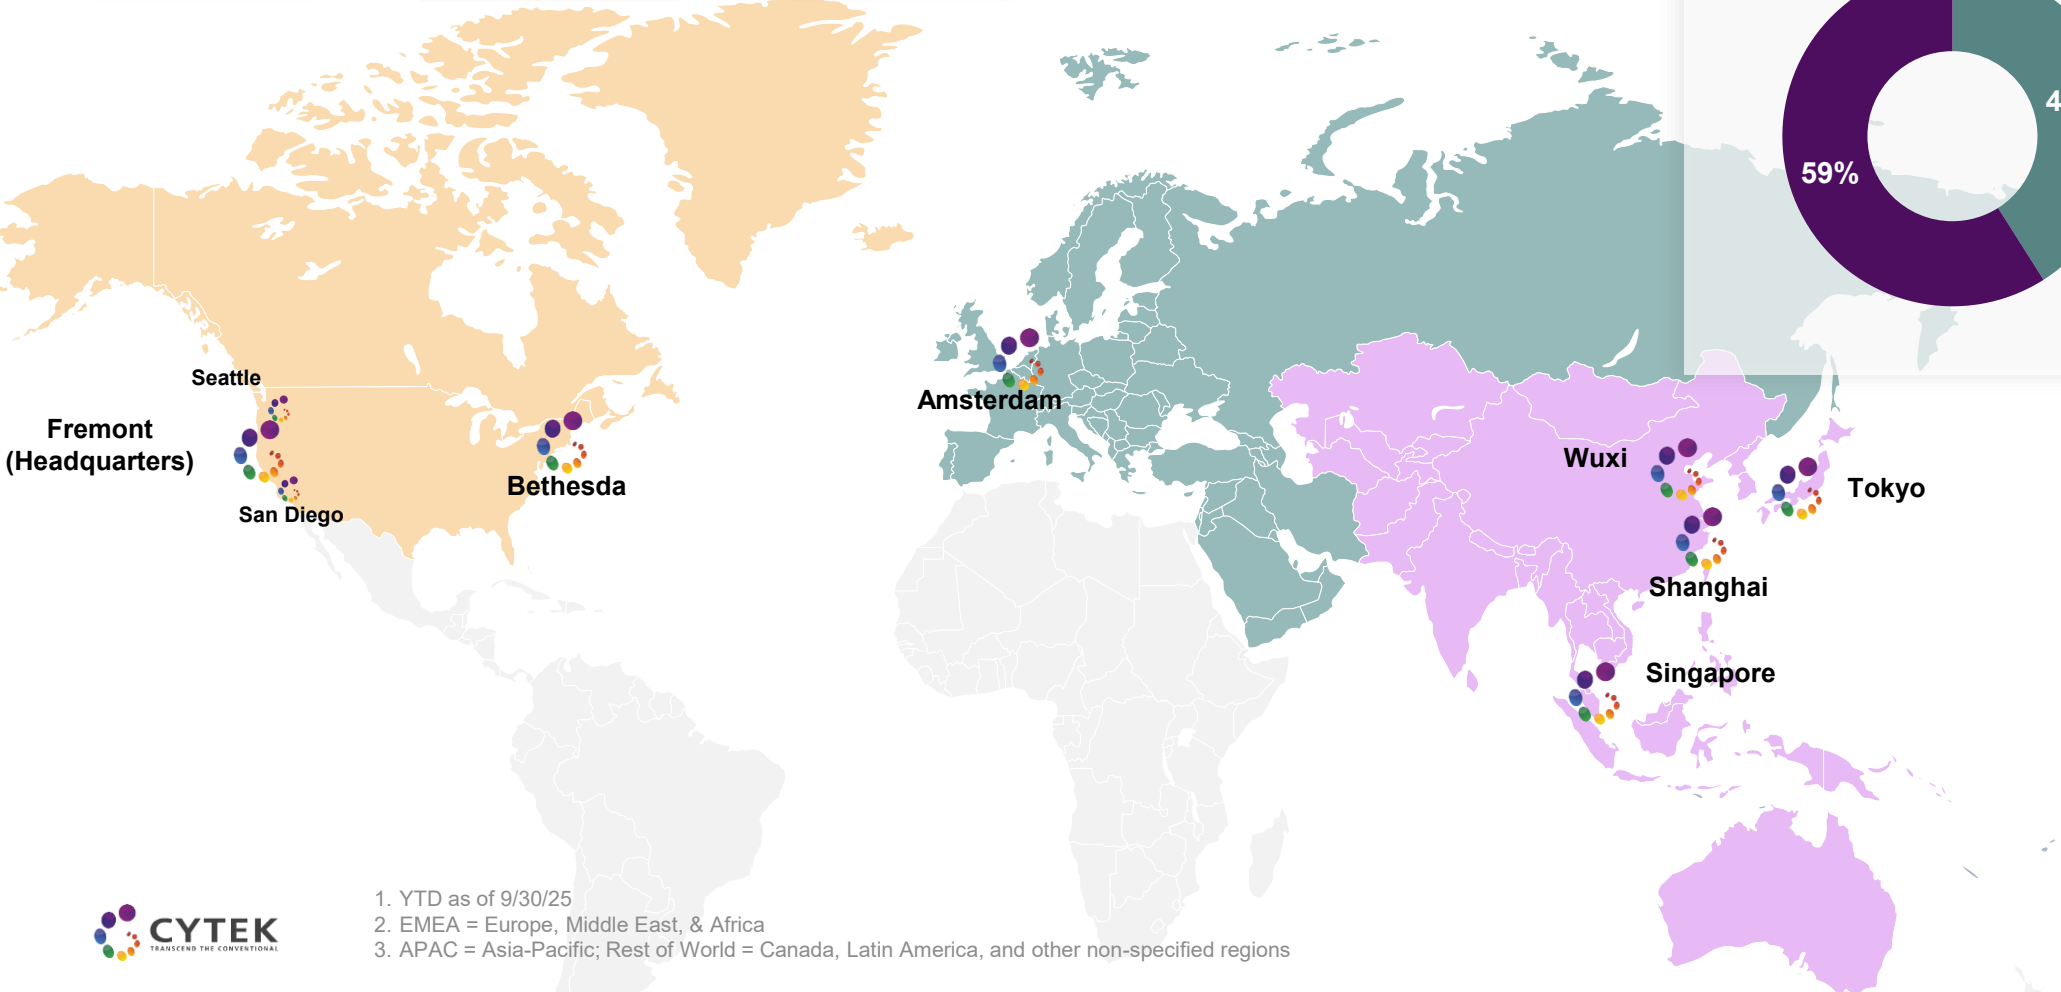 4
59%
Seattle
Fremont
(Headquarters)
San Diego
Bethesda
Amsterdam
Wuxi
Tokyo
Shanghai
Singapore
CYTEK
TRANSCEND THE CONVENTIONAL
1. YTD as of 9/30/25
2. EMEA = Europe, Middle East, & Africa
3. APAC = Asia-Pacific; Rest of World = Canada, Latin America, and other non-specified regions